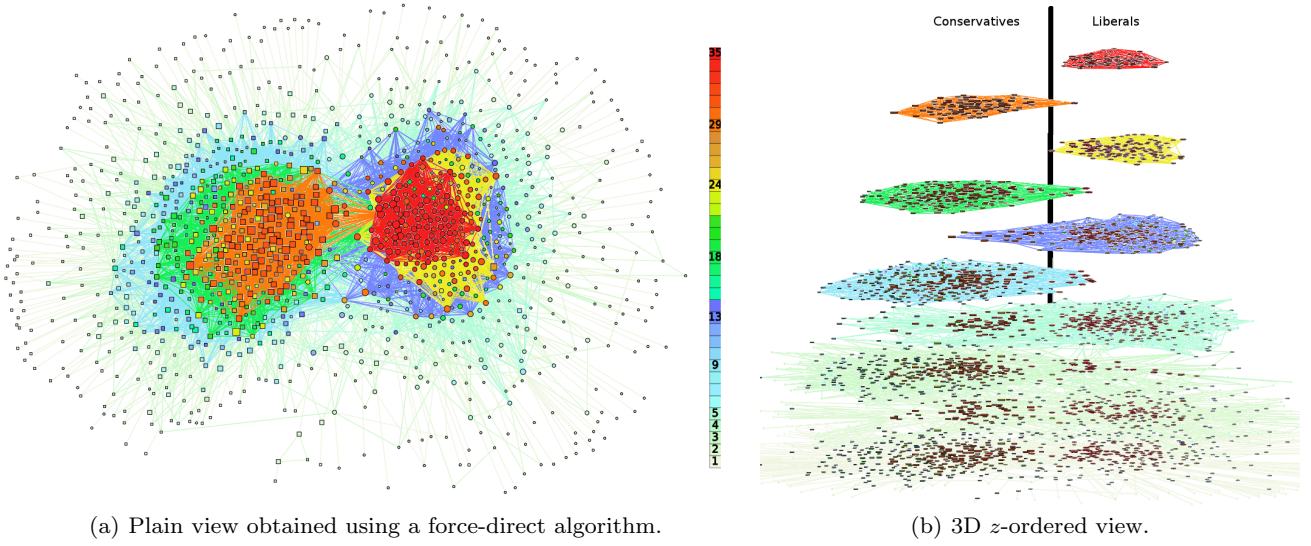 Conservatives
Liberals
35
29
24
18
13
9
5
4
3
2
1
(a) Plain view obtained using a force-direct algorithm.
(b) 3D z-ordered view.